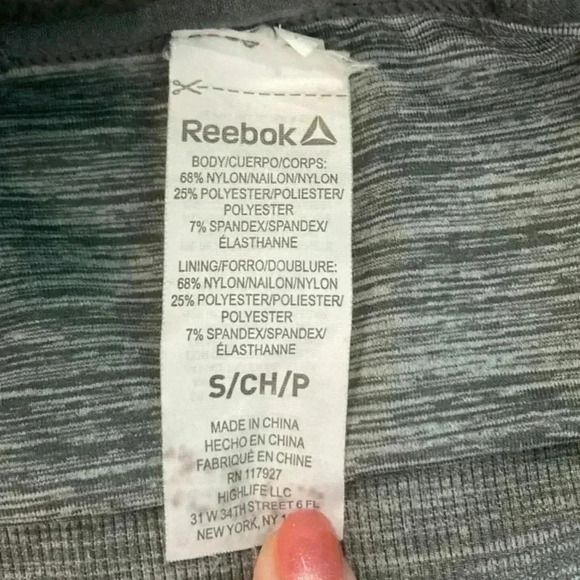 Reebok
BODY/CUERPO/CORPS:
68% NYLON/NAILON/NYLON
25% POLYESTER/POLIESTER/
POLYESTER
7% SPANDEX/SPANDEX/
ÉLASTHANNE
LINING/FORRO/DOUBLURE:
68% NYLON/NAILON/NYLON
25% POLYESTER/POLIESTER/
POLYESTER
7% SPANDEX/SPANDEX/
ÉLASTHANNE
S/CH/P
MADE IN CHINA
HECHO EN CHINA
FABRIQUÉ EN CHINE
RN 117927
HIGHLIFE LLC
31 W 34TH STREET 6 FL
NEW YORK, NY